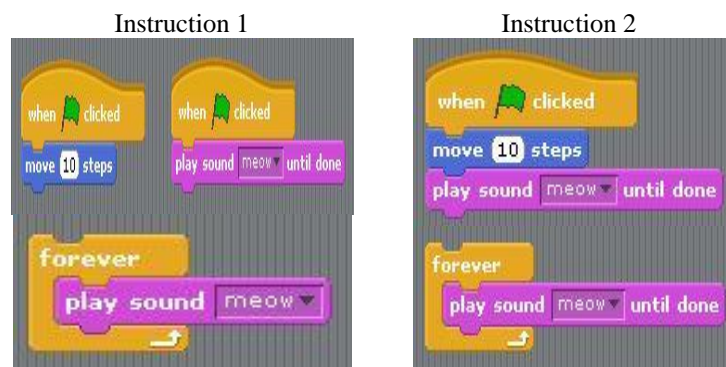 Instruction 1
when clicked
move 10 steps
when clicked
play sound meow until done
forever
play sound meow
Instruction 2
when clicked
move 10 steps
play sound meow until done
forever
play sound meow until done